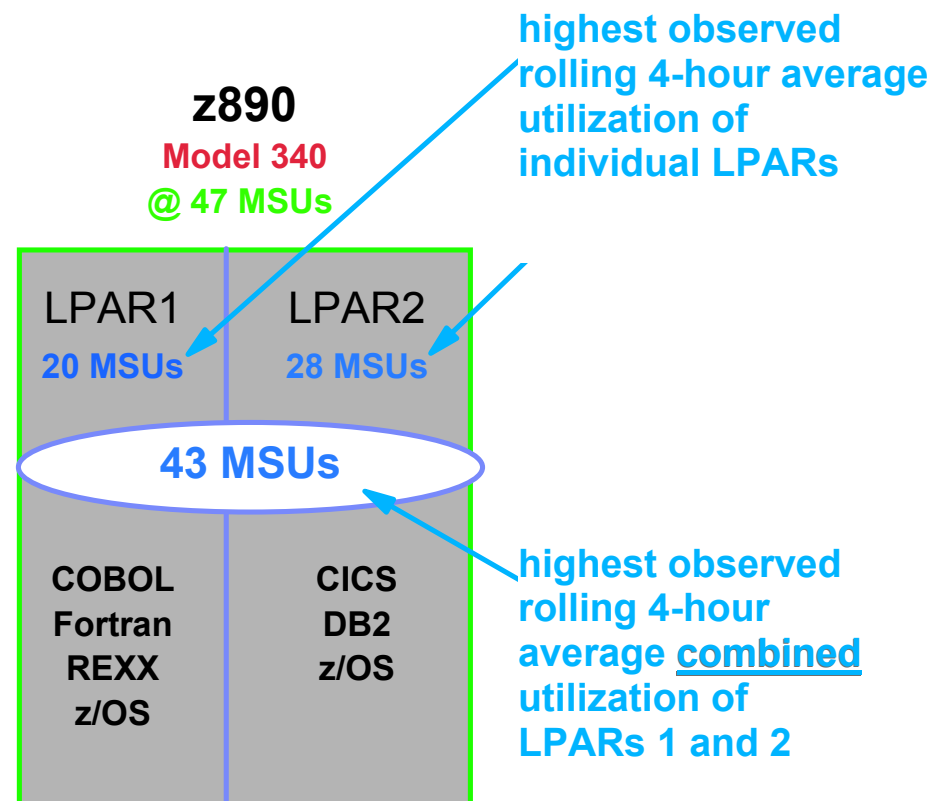 highest observed
rolling 4-hour average
utilization of
individual LPARs
z890
Model 340
@ 47 MSUs
LPAR1
20 MSUs
LPAR2
28 MSUs
43 MSUs
COBOL
Fortran
REXX
z/OS
CICS
DB2
z/OS
highest observed
rolling 4-hour
average combined
utilization of
LPARs 1 and 2